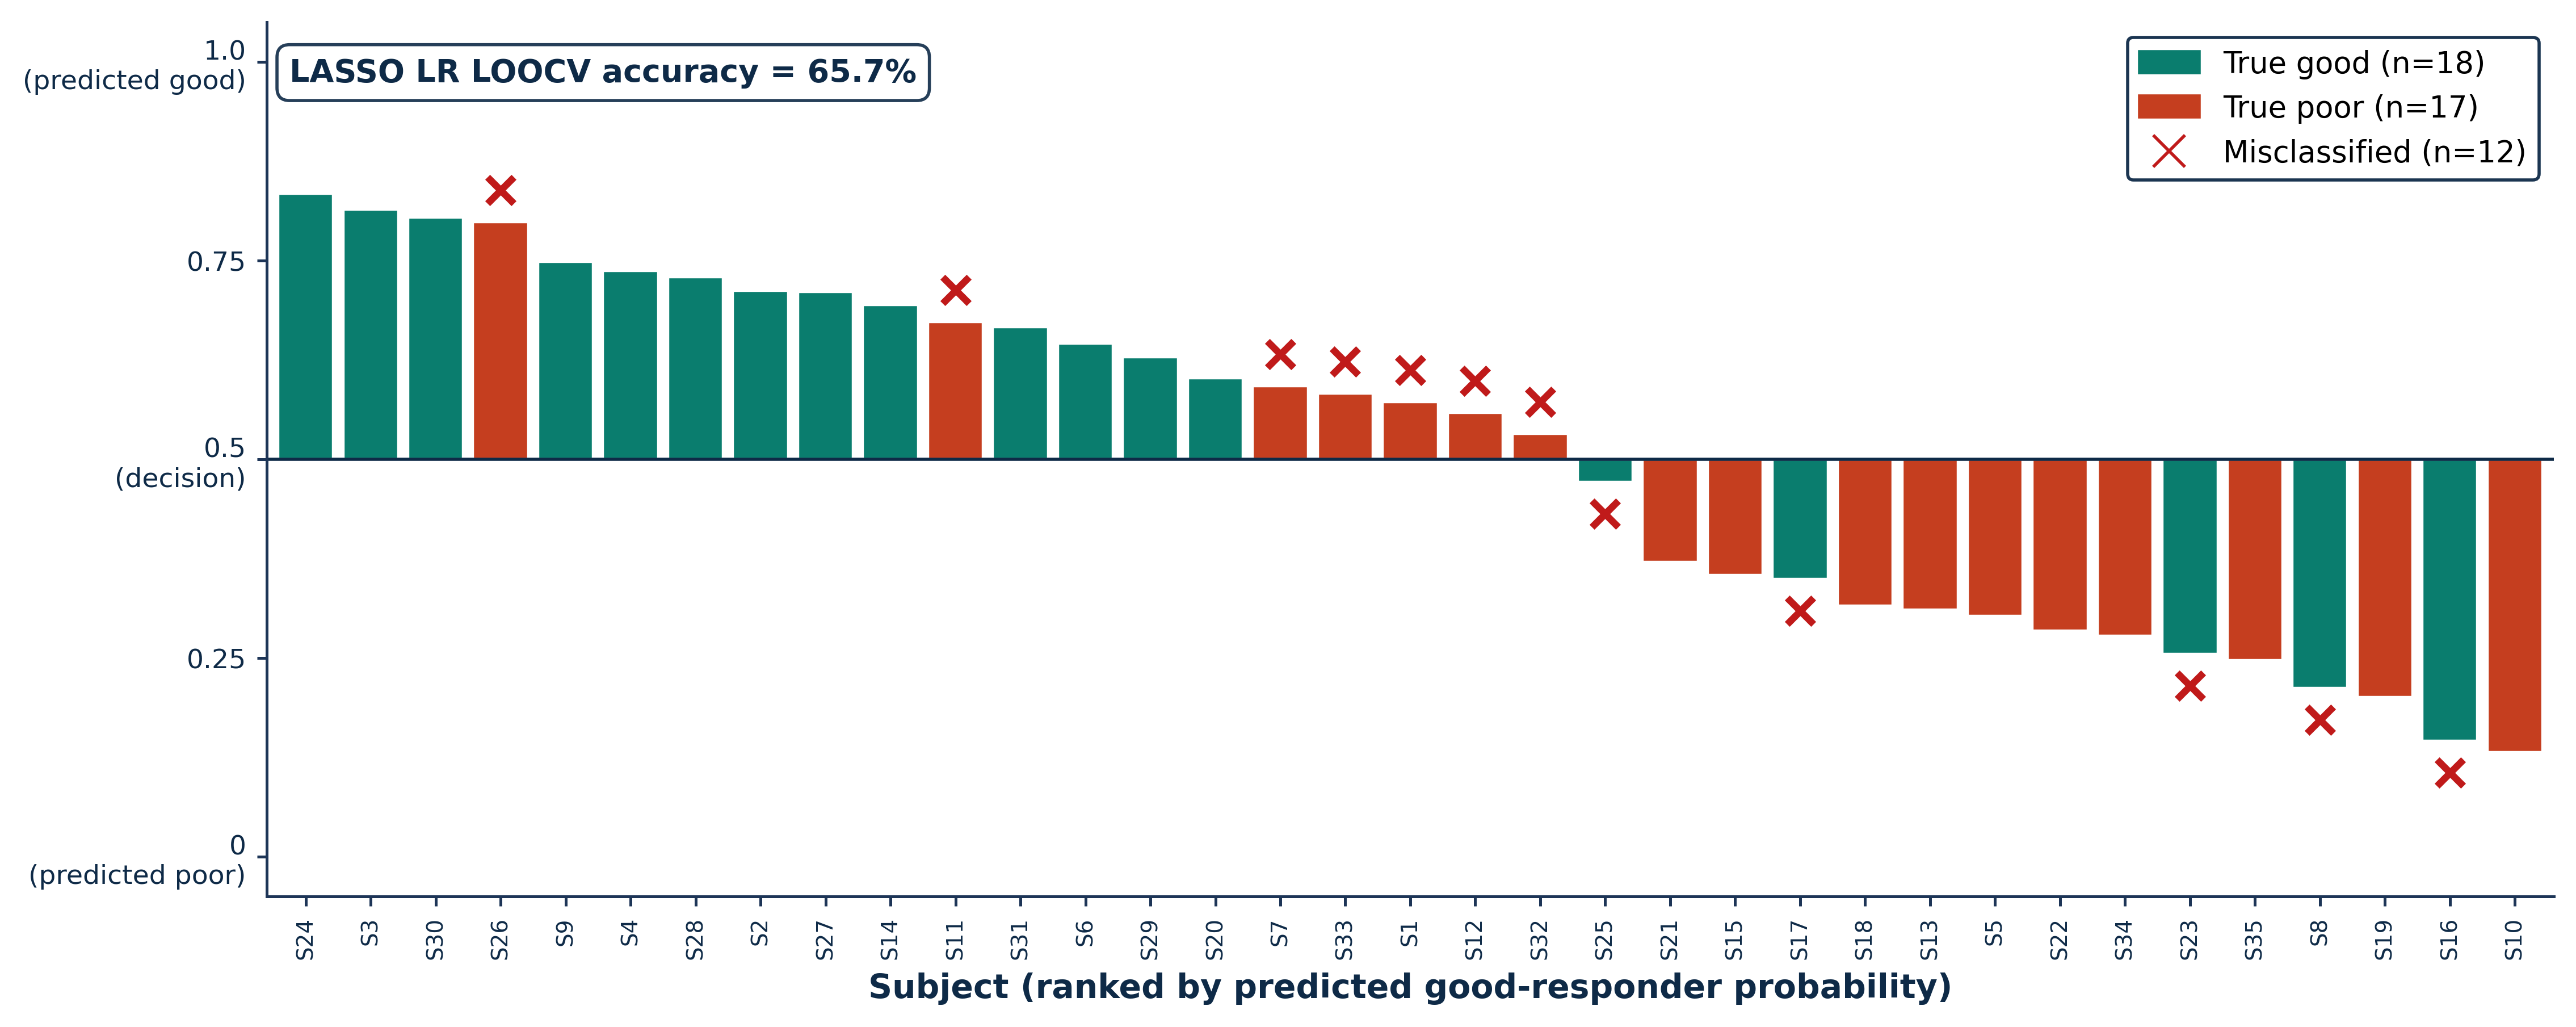 1.0
(predicted good)
0.75
0.5
(decision)
0.25
0
(predicted poor)
LASSO LR LOOCV accuracy = 65.7%
True good (n=18)
True poor (n=17)
Misclassified (n=12)
S24
S3
S30
S26
S9
S4
S28
S2
S27
S14
S11
S31
S6
S29
S20
S7
S33
S1
S12
S32
S25
S21
S15
S17
S18
S13
S5
S22
S34
S23
S35
S8
S19
S16
S10
Subject (ranked by predicted good-responder probability)